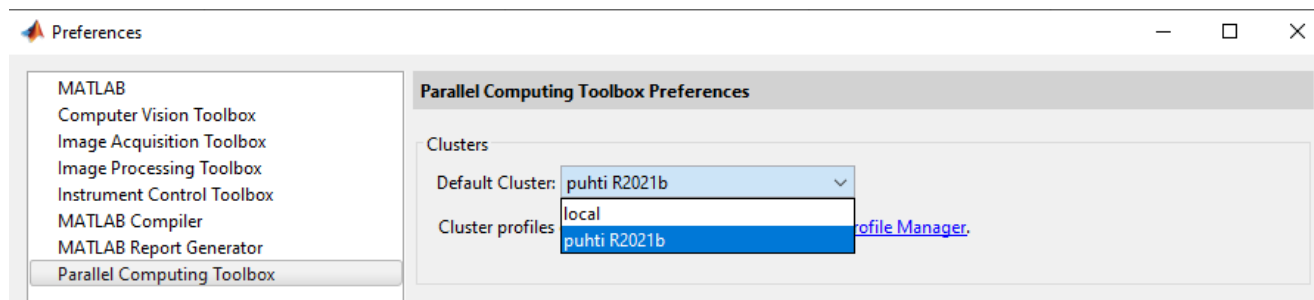 Preferences
MATLAB
Computer Vision Toolbox
Image Acquisition Toolbox
Image Processing Toolbox
Instrument Control Toolbox
MATLAB Compiler
MATLAB Report Generator
Parallel Computing Toolbox
Parallel Computing Toolbox Preferences
Clusters
Default Cluster: puhti R2021b
local
puhti R2021b
Cluster profiles
rofile Manager.